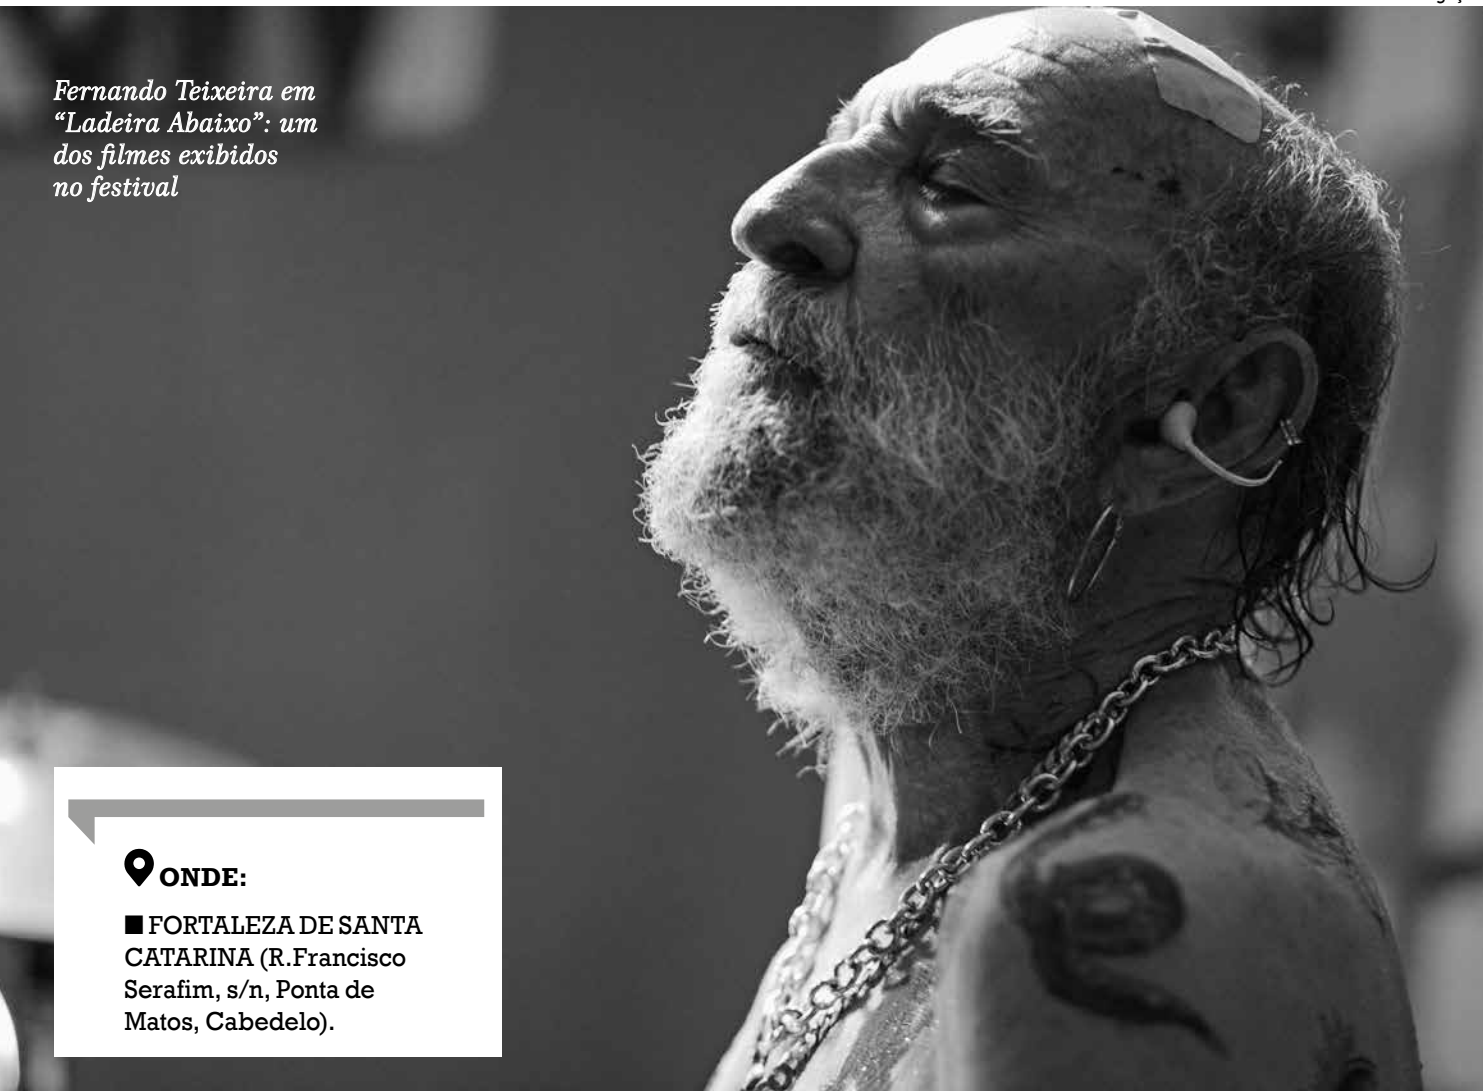 Fernando Teixeira em
“Ladeira Abaixo”: um
dos filmes exibidos
no festival
ONDE:
■ FORTALEZA DE SANTA
CATARINA (R.Francisco
Serafim, s/n, Ponta de
Matos, Cabedelo).